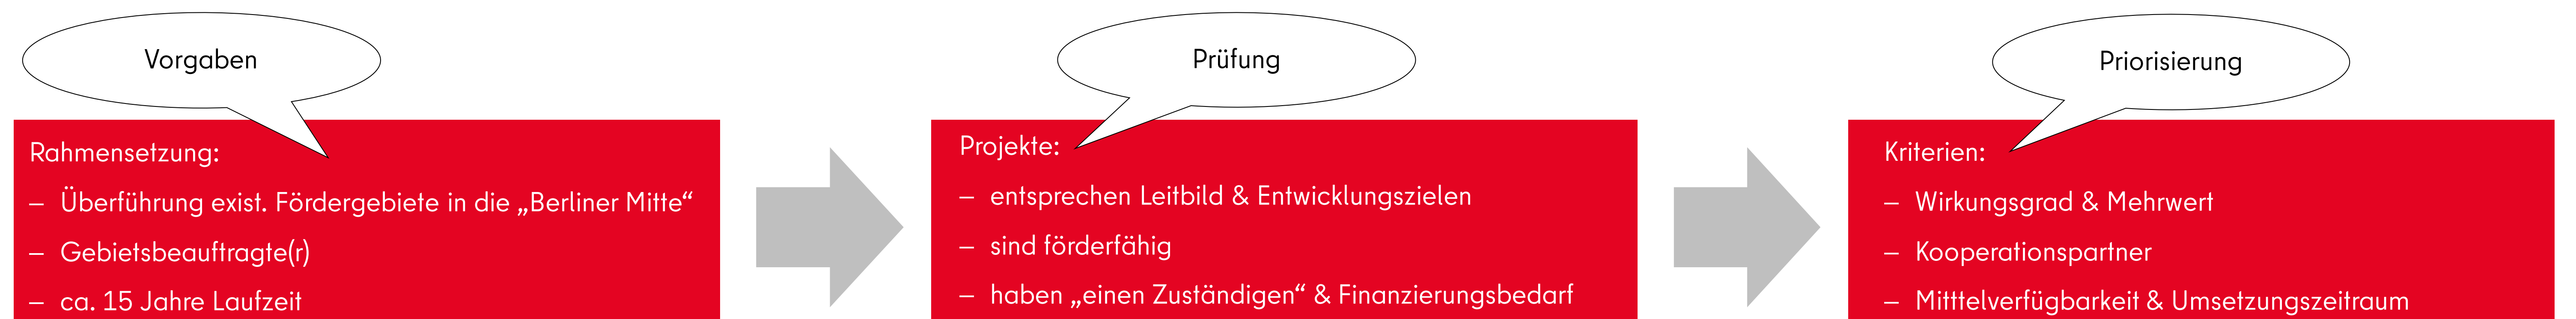 Vorgaben
Rahmensetzung:
– Überführung exist. Fördergebiete in die „Berliner Mitte“
– Gebietsbeauftragte(r)
– ca. 15 Jahre Laufzeit
Prüfung
Projekte:
– entsprechen Leitbild & Entwicklungszielen
– sind förderfähig
– haben „einen Zuständigen“ & Finanzierungsbedarf
Priorisierung
Kriterien:
– Wirkungsgrad & Mehrwert
– Kooperationspartner
– Mitttelverfügbarkeit & Umsetzungszeitraum